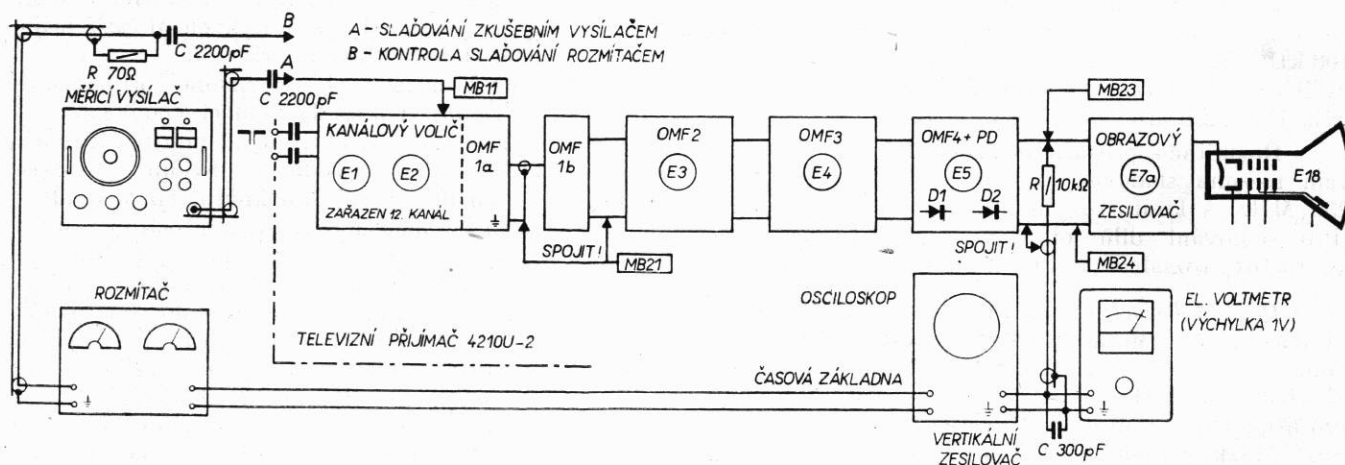 B
A – SLAĎOVÁNÍ ZKUŠEBNÍM VYSÍLAČEM
B – KONTROLA SLAĎOVÁNÍ ROZMÍTAČEM
C 2200pF
R 70Ω
A
C 2200pF
MĚŘICÍ VYSÍLAČ
MB11
MB23
KANÁLOVÝ VOLIČ
E1
E2
ZAŘAZEN 12. KANÁL
OMF
1a
OMF
1b
OMF2
E3
OMF3
E4
OMF4 + PD
E5
D1
D2
R
10kΩ
OBRAZOVÝ
E7a
ZESILOVAČ
E18
SPOJIT!
MB21
SPOJIT!
MB24
ROZMÍTAČ
TELEVIZNÍ PŘIJÍMAČ 4210U-2
OSCILOSKOP
EL. VOLTMETR
(VÝCHYLKA 1V)
ČASOVÁ ZÁKLADNA
VERTIKÁLNÍ
ZESILOVAČ
C 300pF